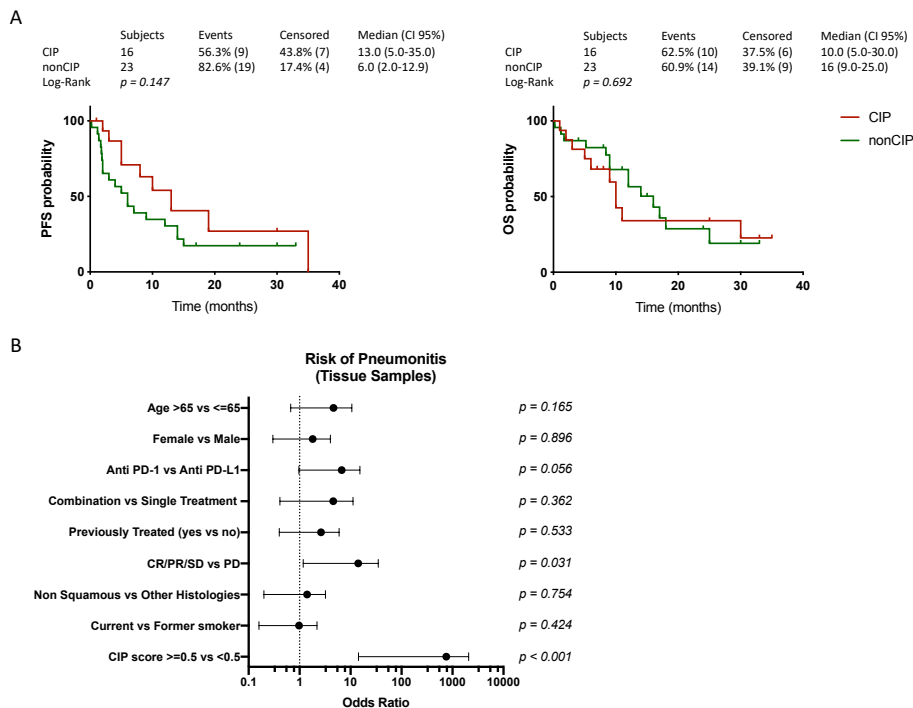 A
Subjects Events Censored Median (CI 95%)
CIP 16 56.3% (9) 43.8% (7) 13.0 (5.0-35.0)
nonCIP 23 82.6% (19) 17.4% (4) 6.0 (2.0-12.9)
Log-Rank p = 0.147
100
50
0
PFS probability
0 10 20 30 40
Time (months)
Subjects Events Censored Median (CI 95%)
CIP 16 62.5% (10) 37.5% (6) 10.0 (5.0-30.0)
nonCIP 23 60.9% (14) 39.1% (9) 16 (9.0-25.0)
Log-Rank p = 0.692
100
50
0
OS probability
0 10 20 30 40
Time (months)
CIP
nonCIP
B
Risk of Pneumonitis
(Tissue Samples)
Age >65 vs <=65 p = 0.165
Female vs Male p = 0.896
Anti PD-1 vs Anti PD-L1 p = 0.056
Combination vs Single Treatment p = 0.362
Previously Treated (yes vs no) p = 0.533
CR/PR/SD vs PD p = 0.031
Non Squamous vs Other Histologies p = 0.754
Current vs Former smoker p = 0.424
CIP score >=0.5 vs <0.5 p < 0.001
0.1 1 10 100 1000 10000
Odds Ratio